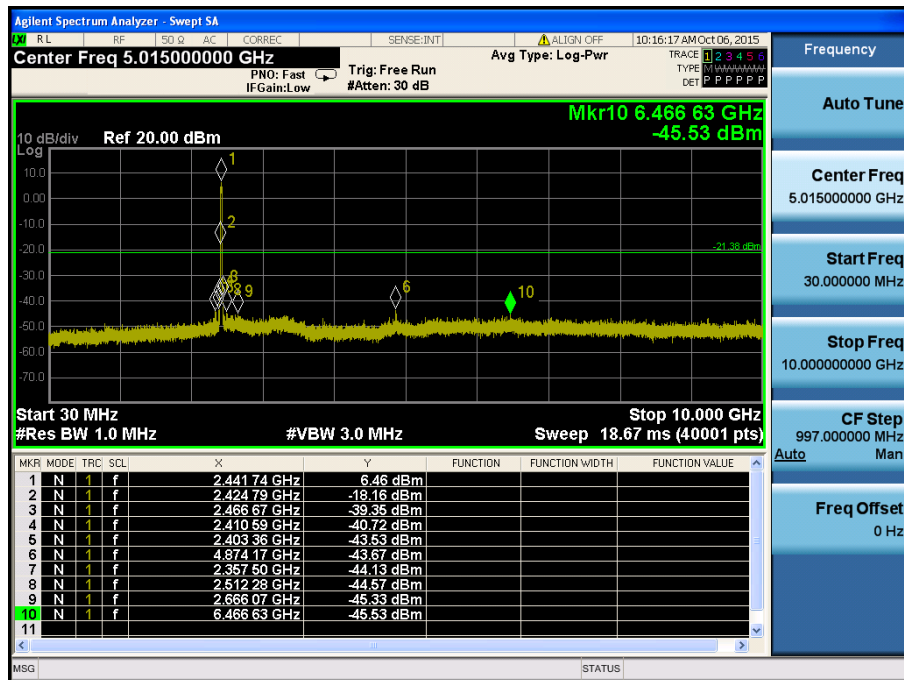 Agilent Spectrum Analyzer - Swept SA
LXI RL RF 50 Ω AC CORREC SENSE:INT ALIGN OFF 10:16:17 AM Oct 06, 2015
Center Freq 5.015000000 GHz
PNO: Fast
IFGain:Low
Trig: Free Run
#Atten: 30 dB
Avg Type: Log-Pwr
TRACE 1 2 3 4 5 6
TYPE M WWWWW
DET P P P P P P
Mkr10 6.466 63 GHz
-45.53 dBm
10 dB/div Ref 20.00 dBm
Log
10.0
0.00
-10.0
-20.0
-30.0
-40.0
-50.0
-60.0
-70.0
1
2
-21.38 dBm
3
8 9
6
10
Start 30 MHz Stop 10.000 GHz
#Res BW 1.0 MHz #VBW 3.0 MHz Sweep 18.67 ms (40001 pts)
MKR MODE TRC SCL X Y FUNCTION FUNCTION WIDTH FUNCTION VALUE
1 N 1 f 2.441 74 GHz 6.46 dBm
2 N 1 f 2.424 79 GHz -18.16 dBm
3 N 1 f 2.466 67 GHz -39.35 dBm
4 N 1 f 2.410 59 GHz -40.72 dBm
5 N 1 f 2.403 36 GHz -43.53 dBm
6 N 1 f 4.874 17 GHz -43.67 dBm
7 N 1 f 2.357 50 GHz -44.13 dBm
8 N 1 f 2.512 28 GHz -44.57 dBm
9 N 1 f 2.666 07 GHz -45.33 dBm
10 N 1 f 6.466 63 GHz -45.53 dBm
11
MSG STATUS
Frequency
Auto Tune
Center Freq
5.015000000 GHz
Start Freq
30.000000 MHz
Stop Freq
10.000000000 GHz
CF Step
997.000000 MHz
Auto Man
Freq Offset
0 Hz